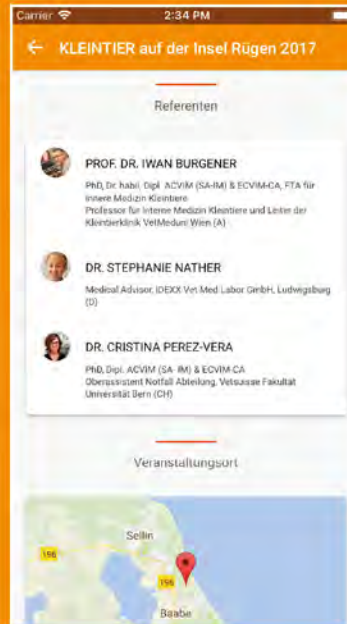 Carrier 2:34 PM
← KLEINTIER auf der Insel Rügen 2017
Referenten
PROF. DR. IWAN BURGENER
PhD, Dr. habil, Dipl. ACVIM (SA-IM) & ECVIM-CA, FTA für
Innere Medizin Kleintiere
Professor für Interne Medizin Kleintiere und Leiter der
Kleintierklinik VetMeduni Wien (A)
DR. STEPHANIE NATHER
Medical Advisor, IDEXX Vet Med Labor GmbH, Ludwigsburg
(D)
DR. CRISTINA PEREZ-VERA
PhD, Dipl. ACVIM (SA-IM) & ECVIM-CA
Oberassistent Notfall Abteilung, Vetsuisse Fakultät
Universität Bern (CH)
Veranstaltungsort
Sellin
196
196
Baabe